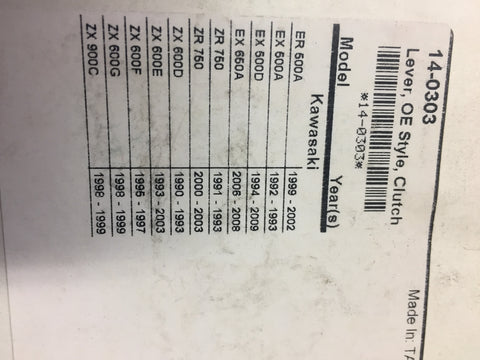 14-0303
Lever, OE Style, Clutch
*14-0303*
Model Year(s)
Kawasaki
ER 500A 1999 - 2002
EX 500A 1992 - 1993
EX 500D 1994 - 2009
EX 650A 2006 - 2008
ZR 750 1991 - 1993
ZR 750 2000 - 2003
ZX 600D 1990 - 1993
ZX 600E 1993 - 2003
ZX 600F 1995 - 1997
ZX 600G 1998 - 1999
ZX 900C 1998 - 1999
Made In: TA